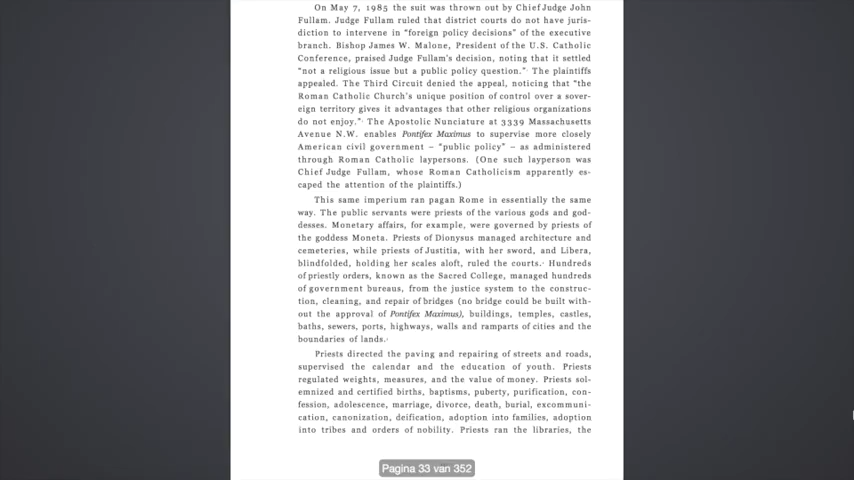 On May 7, 1985 the suit was thrown out by Chief Judge John
Fullam. Judge Fullam ruled that district courts do not have juris-
diction to intervene in “foreign policy decisions” of the executive
branch. Bishop James W. Malone, President of the U.S. Catholic
Conference, praised Judge Fullam’s decision, noting that it settled
“not a religious issue but a public policy question.” The plaintiffs
appealed. The Third Circuit denied the appeal, noticing that “the
Roman Catholic Church’s unique position of control over a sover-
eign territory gives it advantages that other religious organizations
do not enjoy.” The Apostolic Nunciature at 3339 Massachusetts
Avenue N.W. enables Pontifex Maximus to supervise more closely
American civil government – “public policy” – as administered
through Roman Catholic laypersons. (One such layperson was
Chief Judge Fullam, whose Roman Catholicism apparently es-
caped the attention of the plaintiffs.)
This same imperium ran pagan Rome in essentially the same
way. The public servants were priests of the various gods and god-
desses. Monetary affairs, for example, were governed by priests of
the goddess Moneta. Priests of Dionysus managed architecture and
cemeteries, while priests of Justitia, with her sword, and Libera,
blindfolded, holding her scales aloft, ruled the courts. Hundreds
of priestly orders, known as the Sacred College, managed hundreds
of government bureaus, from the justice system to the construc-
tion, cleaning, and repair of bridges (no bridge could be built with-
out the approval of Pontifex Maximus), buildings, temples, castles,
baths, sewers, ports, highways, walls and ramparts of cities and the
boundaries of lands.
Priests directed the paving and repairing of streets and roads,
supervised the calendar and the education of youth. Priests
regulated weights, measures, and the value of money. Priests sol-
emnized and certified births, baptisms, puberty, purification, con-
fession, adolescence, marriage, divorce, death, burial, excommuni-
cation, canonization, deification, adoption into families, adoption
into tribes and orders of nobility. Priests ran the libraries, the
Pagina 33 van 352